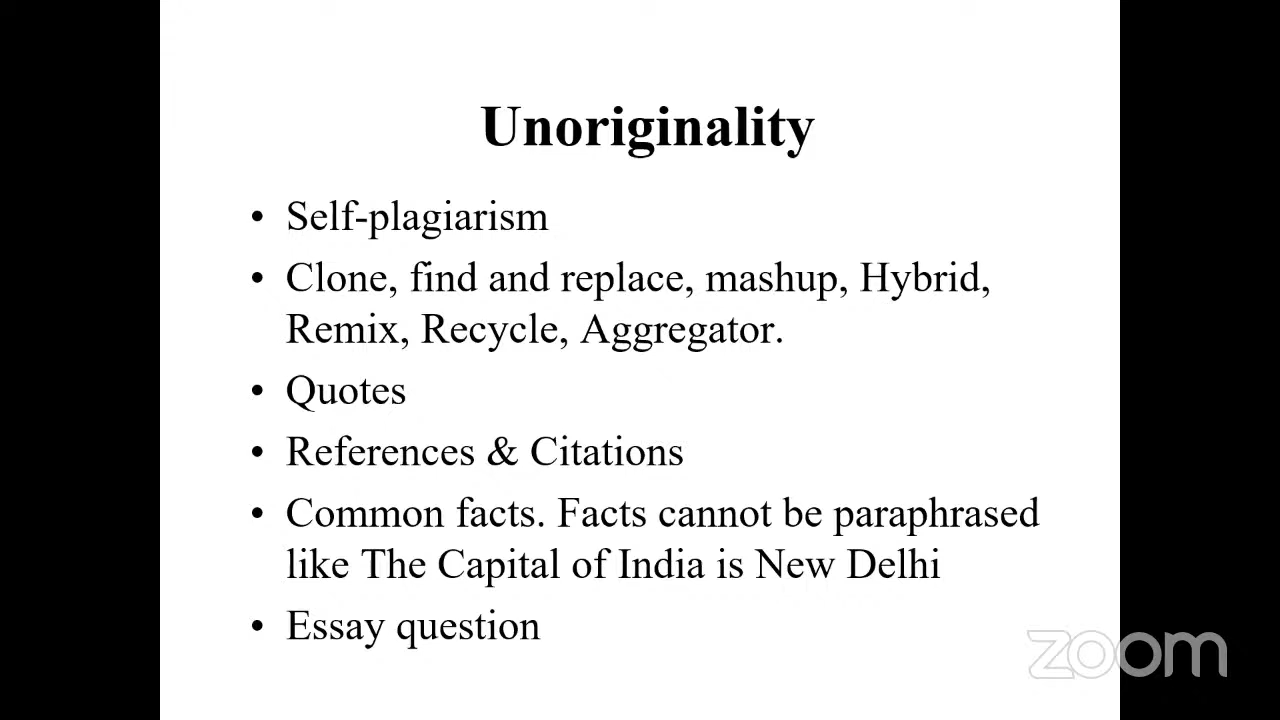 Unoriginality
• Self-plagiarism
• Clone, find and replace, mashup, Hybrid,
Remix, Recycle, Aggregator.
• Quotes
• References & Citations
• Common facts. Facts cannot be paraphrased
like The Capital of India is New Delhi
• Essay question
zoom